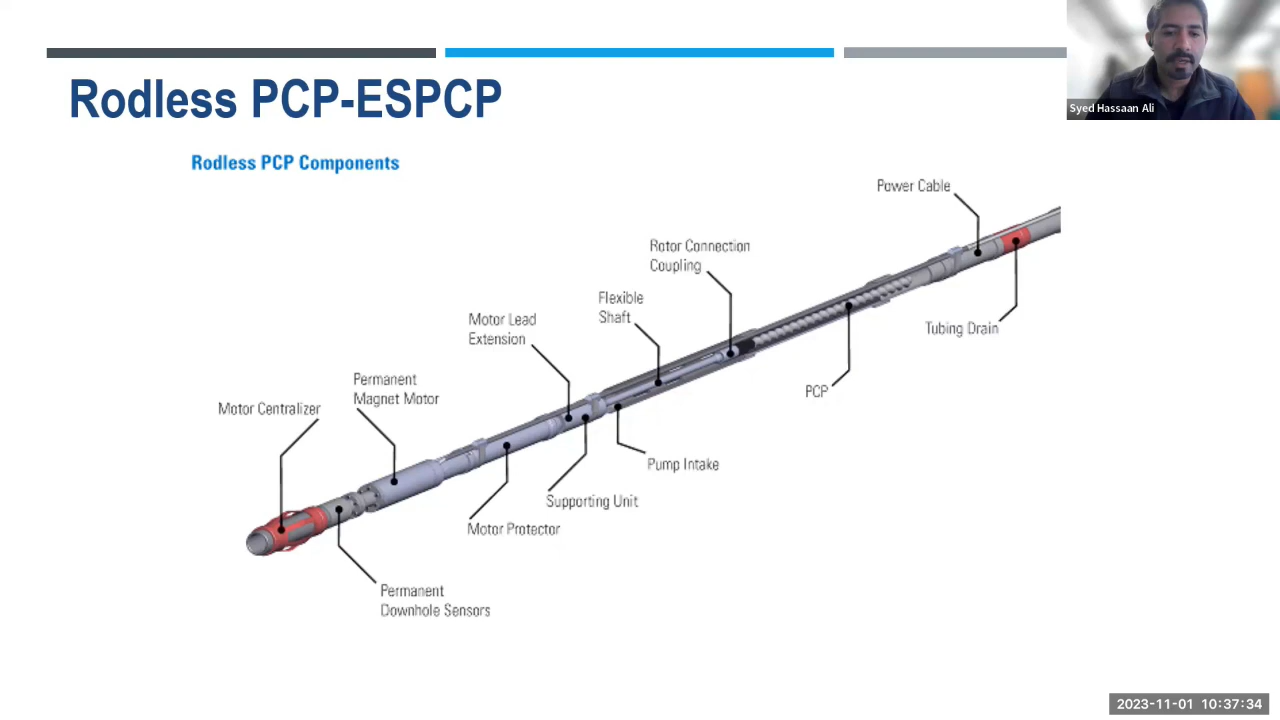 Rodless PCP-ESPCP
Syed Hassaan Ali
Rodless PCP Components
Power Cable
Rotor Connection
Coupling
Flexible
Shaft
Motor Lead
Extension
Tubing Drain
Permanent
Magnet Motor
PCP
Motor Centralizer
Pump Intake
Supporting Unit
Motor Protector
Permanent
Downhole Sensors
2023-11-01 10:37:34